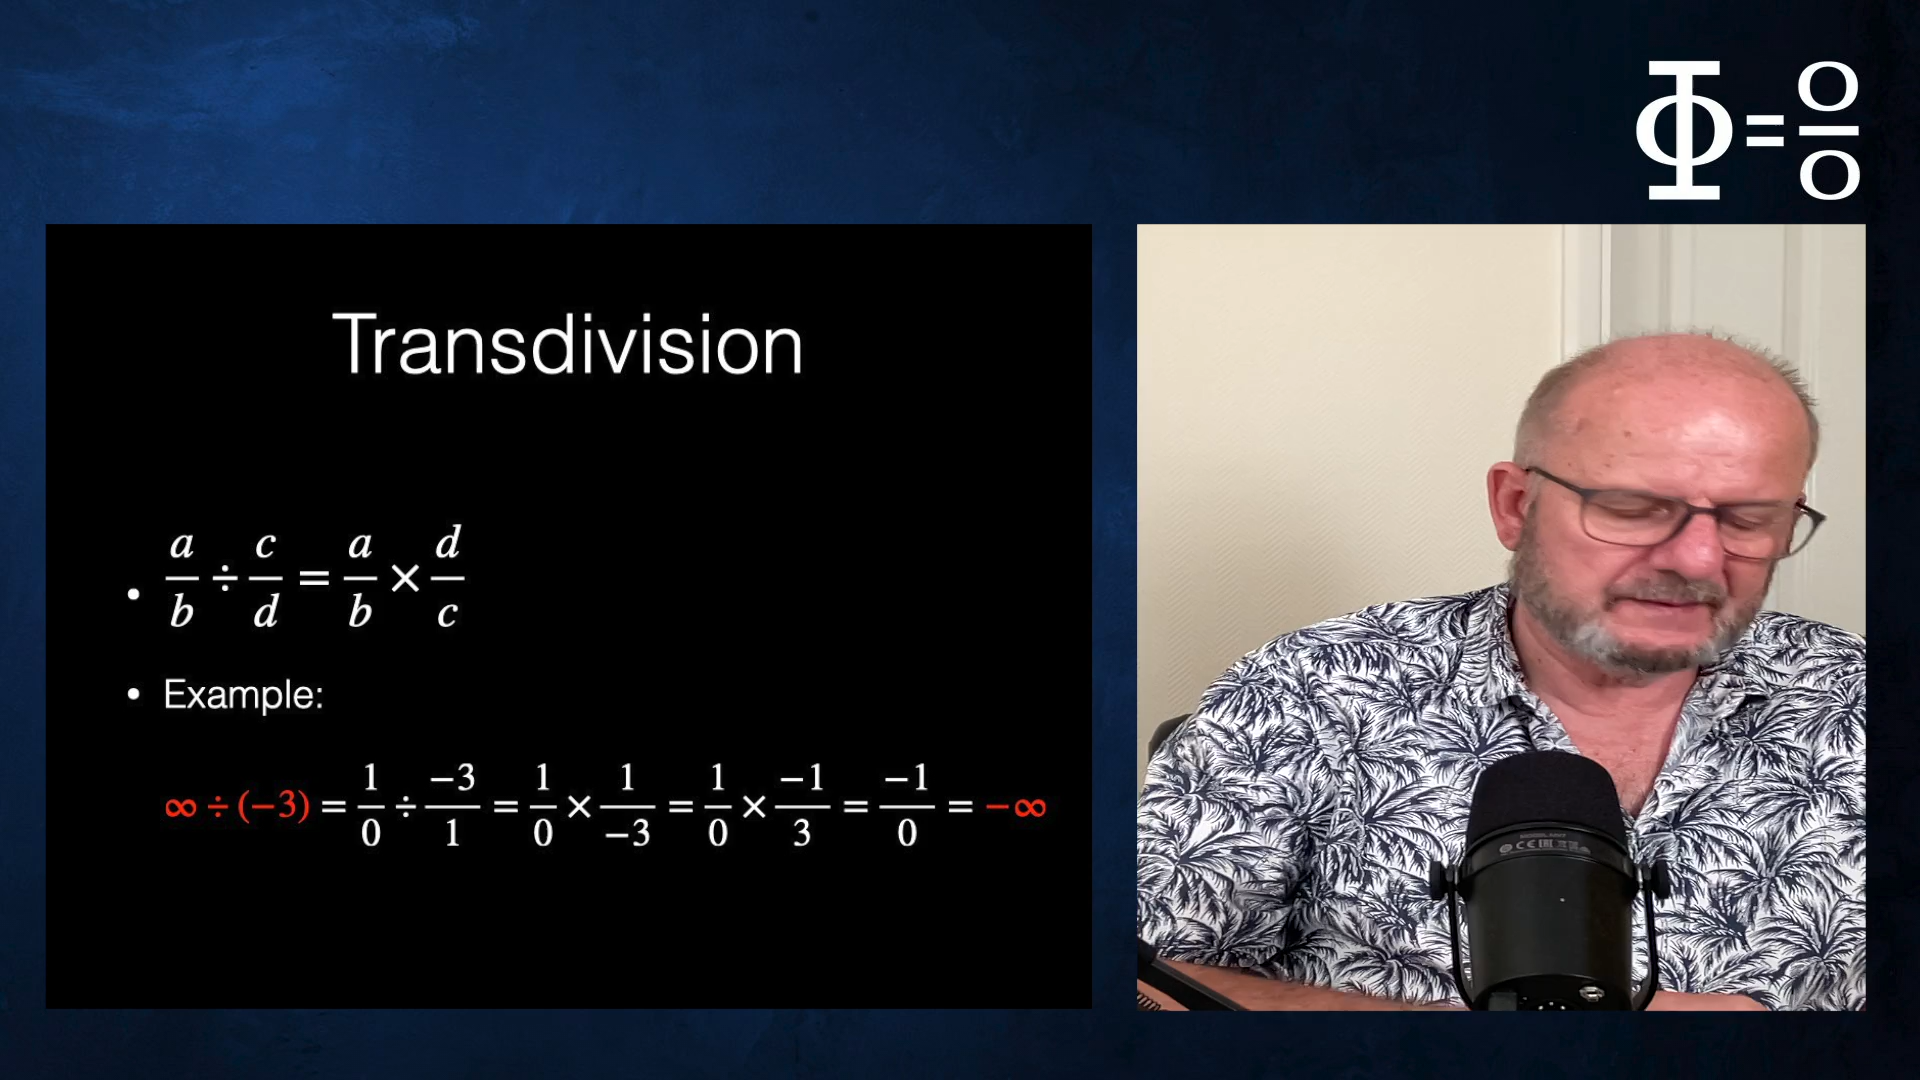 Φ = 0/0
Transdivision
• a/b ÷ c/d = a/b × d/c
• Example:
∞ ÷ (−3) = 1/0 ÷ −3/1 = 1/0 × 1/−3 = 1/0 × −1/3 = −1/0 = −∞